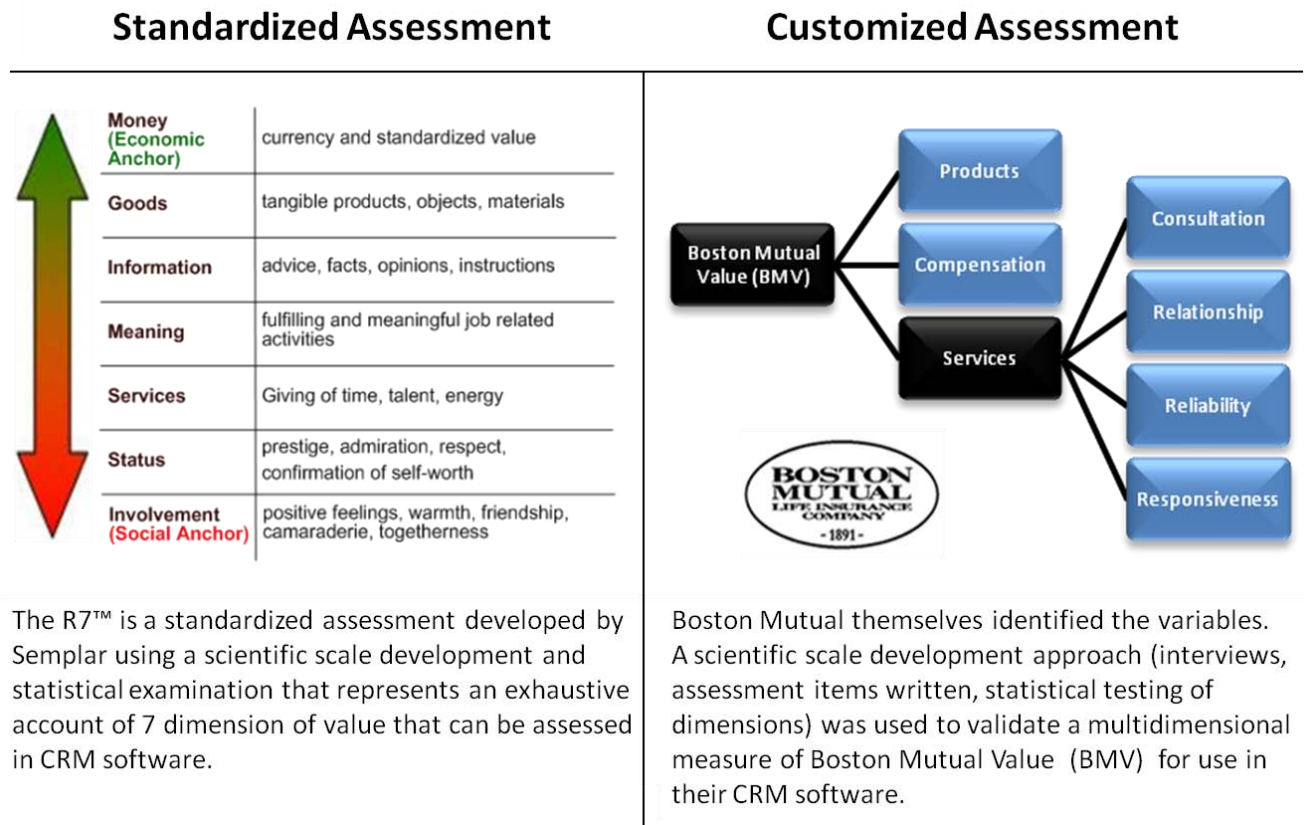 Standardized Assessment
Customized Assessment
Money
(Economic
Anchor)
currency and standardized value
Goods
tangible products, objects, materials
Information
advice, facts, opinions, instructions
Meaning
fulfilling and meaningful job related
activities
Services
Giving of time, talent, energy
Status
prestige, admiration, respect,
confirmation of self-worth
Involvement
(Social Anchor)
positive feelings, warmth, friendship,
camaraderie, togetherness
Boston Mutual
Value (BMV)
Products
Compensation
Services
Consultation
Relationship
Reliability
Responsiveness
BOSTON
MUTUAL
LIFE INSURANCE
COMPANY
- 1891 -
The R7™ is a standardized assessment developed by
Semplar using a scientific scale development and
statistical examination that represents an exhaustive
account of 7 dimension of value that can be assessed
in CRM software.
Boston Mutual themselves identified the variables.
A scientific scale development approach (interviews,
assessment items written, statistical testing of
dimensions) was used to validate a multidimensional
measure of Boston Mutual Value (BMV) for use in
their CRM software.